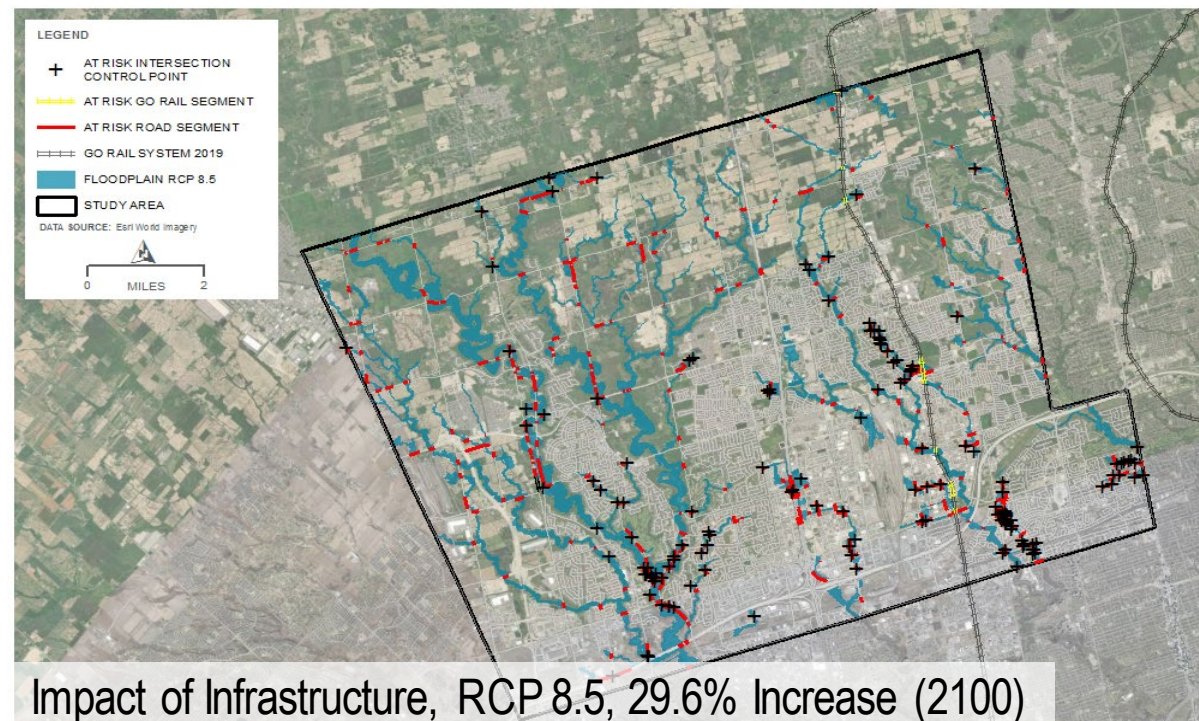 LEGEND
AT RISK INTERSECTION
CONTROL POINT
AT RISK GO RAIL SEGMENT
AT RISK ROAD SEGMENT
GO RAIL SYSTEM 2019
FLOODPLAIN RCP 8.5
STUDY AREA
DATA SOURCE: Esri World Imagery
0 MILES 2
Impact of Infrastructure, RCP 8.5, 29.6% Increase (2100)